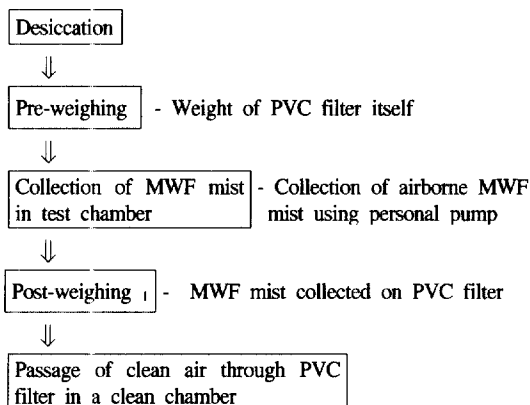 Desiccation
⇓
Pre-weighing - Weight of PVC filter itself
⇓
Collection of MWF mist - Collection of airborne MWF
in test chamber mist using personal pump
⇓
Post-weighing - MWF mist collected on PVC filter
⇓
Passage of clean air through PVC
filter in a clean chamber